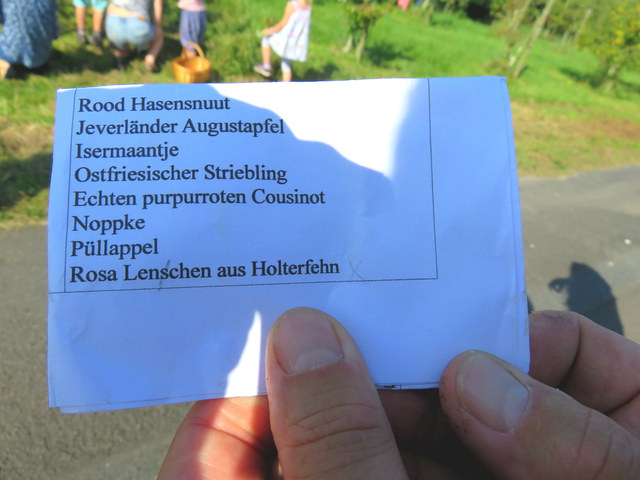 Rood Hasensnuut
Jeverländer Augustapfel
Isermaantje
Ostfriesischer Striebling
Echten purpurroten Cousinot
Noppke
Püllappel
Rosa Lenschen aus Holterfehn